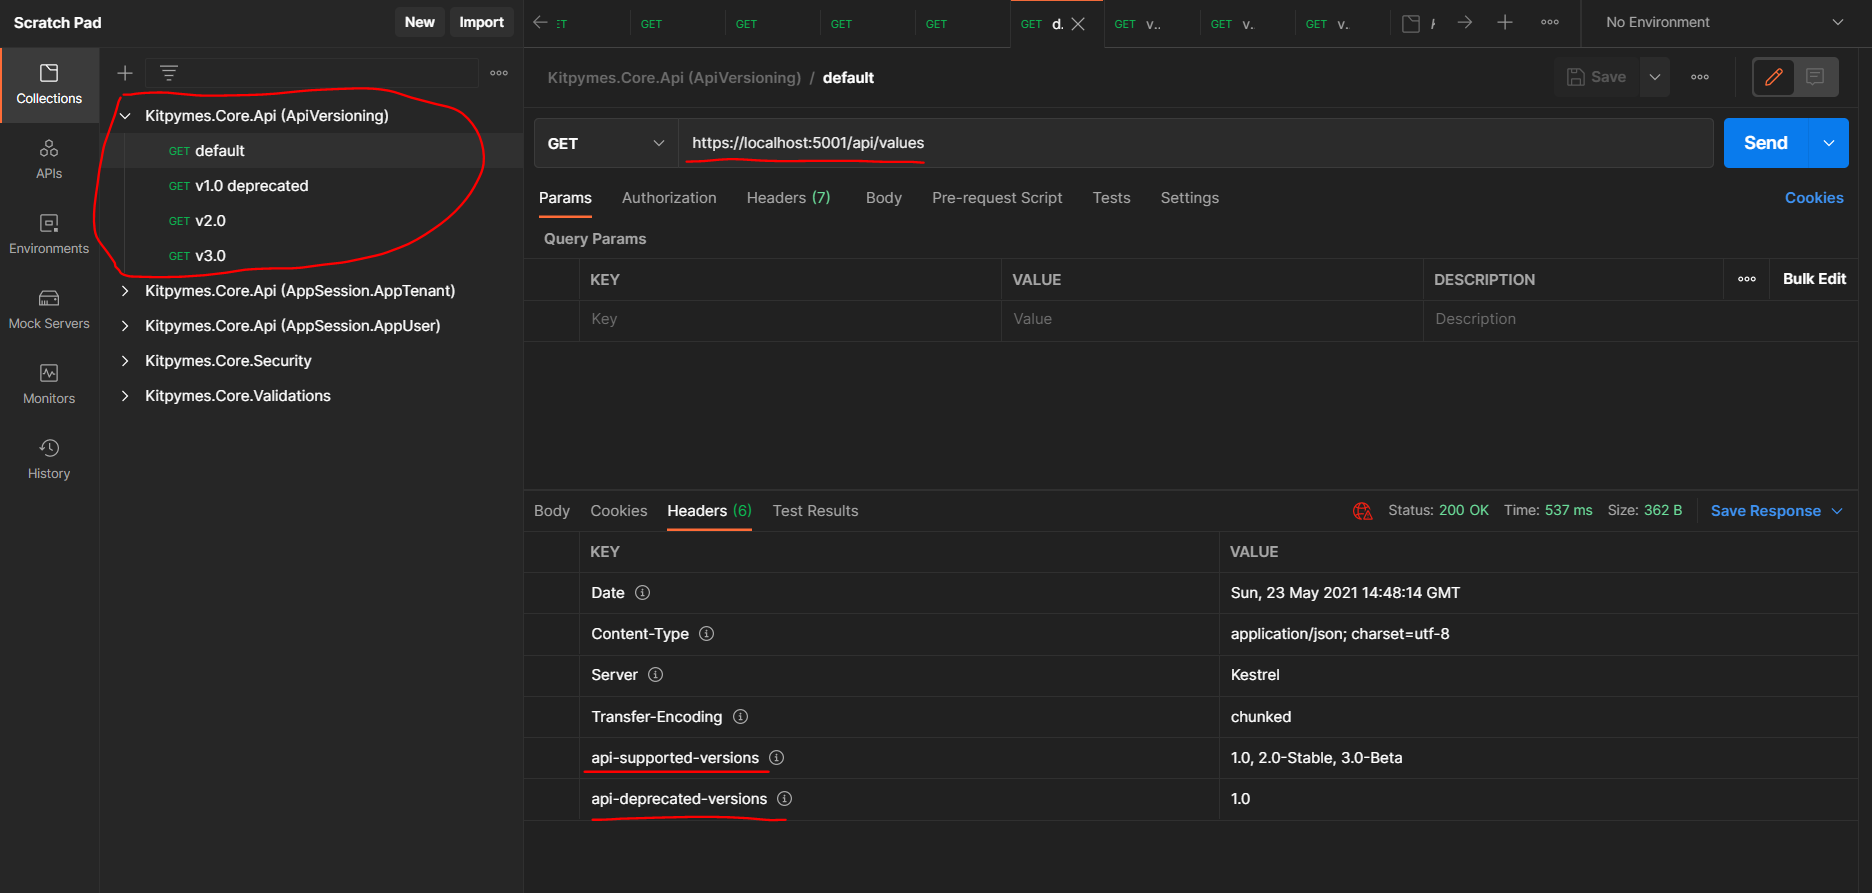 Scratch Pad
New
Import
GET
GET
GET
GET
GET d.
GET v..
GET v.
GET v.
No Environment
Collections
APIs
Environments
Mock Servers
Monitors
History
Kitpymes.Core.Api (ApiVersioning)
GET default
GET v1.0 deprecated
GET v2.0
GET v3.0
Kitpymes.Core.Api (AppSession.AppTenant)
Kitpymes.Core.Api (AppSession.AppUser)
Kitpymes.Core.Security
Kitpymes.Core.Validations
Kitpymes.Core.Api (ApiVersioning) / default
Save
GET
https://localhost:5001/api/values
Send
Params
Authorization
Headers (7)
Body
Pre-request Script
Tests
Settings
Cookies
Query Params
KEY
VALUE
DESCRIPTION
Bulk Edit
Key
Value
Description
Body
Cookies
Headers (6)
Test Results
Status: 200 OK
Time: 537 ms
Size: 362 B
Save Response
KEY
VALUE
Date
Sun, 23 May 2021 14:48:14 GMT
Content-Type
application/json; charset=utf-8
Server
Kestrel
Transfer-Encoding
chunked
api-supported-versions
1.0, 2.0-Stable, 3.0-Beta
api-deprecated-versions
1.0